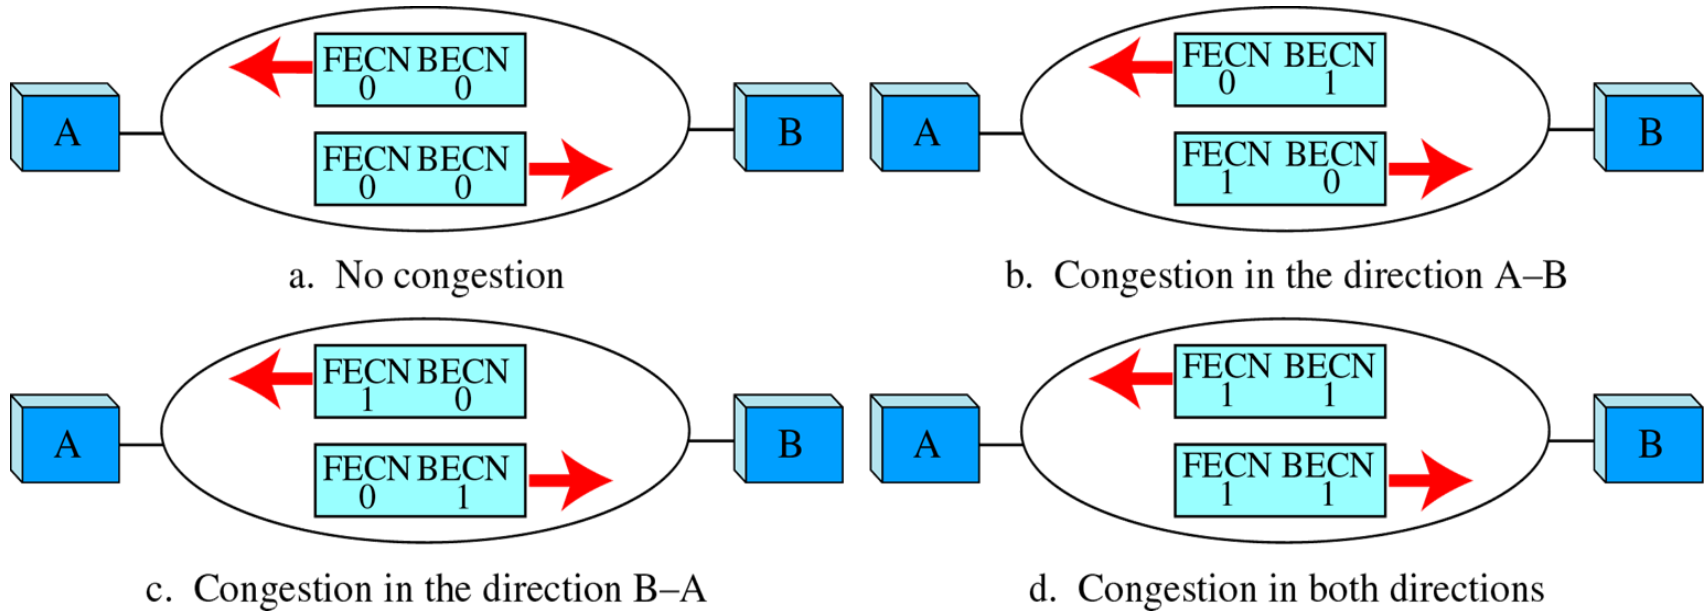 FECN BECN
0 0
A
B
FECN BECN
0 0
a. No congestion
FECN BECN
0 1
A
B
FECN BECN
1 0
b. Congestion in the direction A–B
FECN BECN
1 0
A
B
FECN BECN
0 1
c. Congestion in the direction B–A
FECN BECN
1 1
A
B
FECN BECN
1 1
d. Congestion in both directions